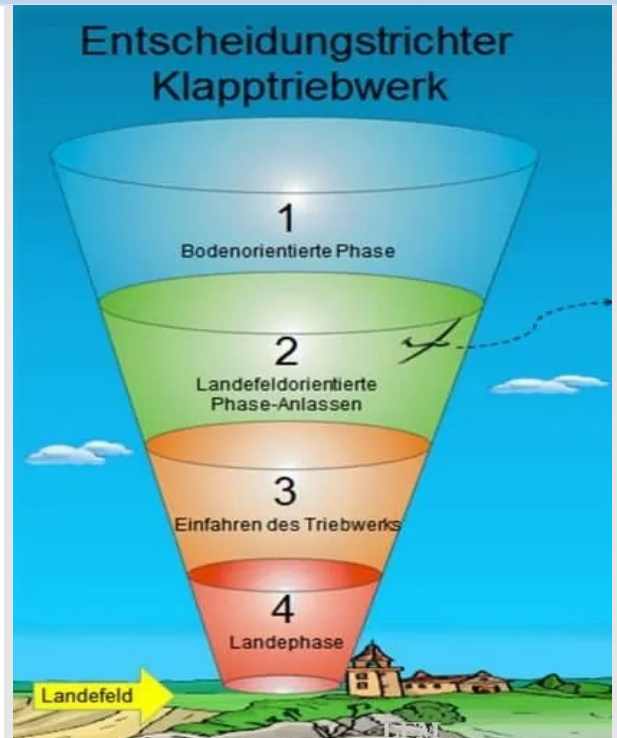 Entscheidungstrichter
Klapptriebwerk
1
Bodenorientierte Phase
2
Landefeldorientierte
Phase-Anlassen
3
Einfahren des Triebwerks
4
Landephase
Landefeld